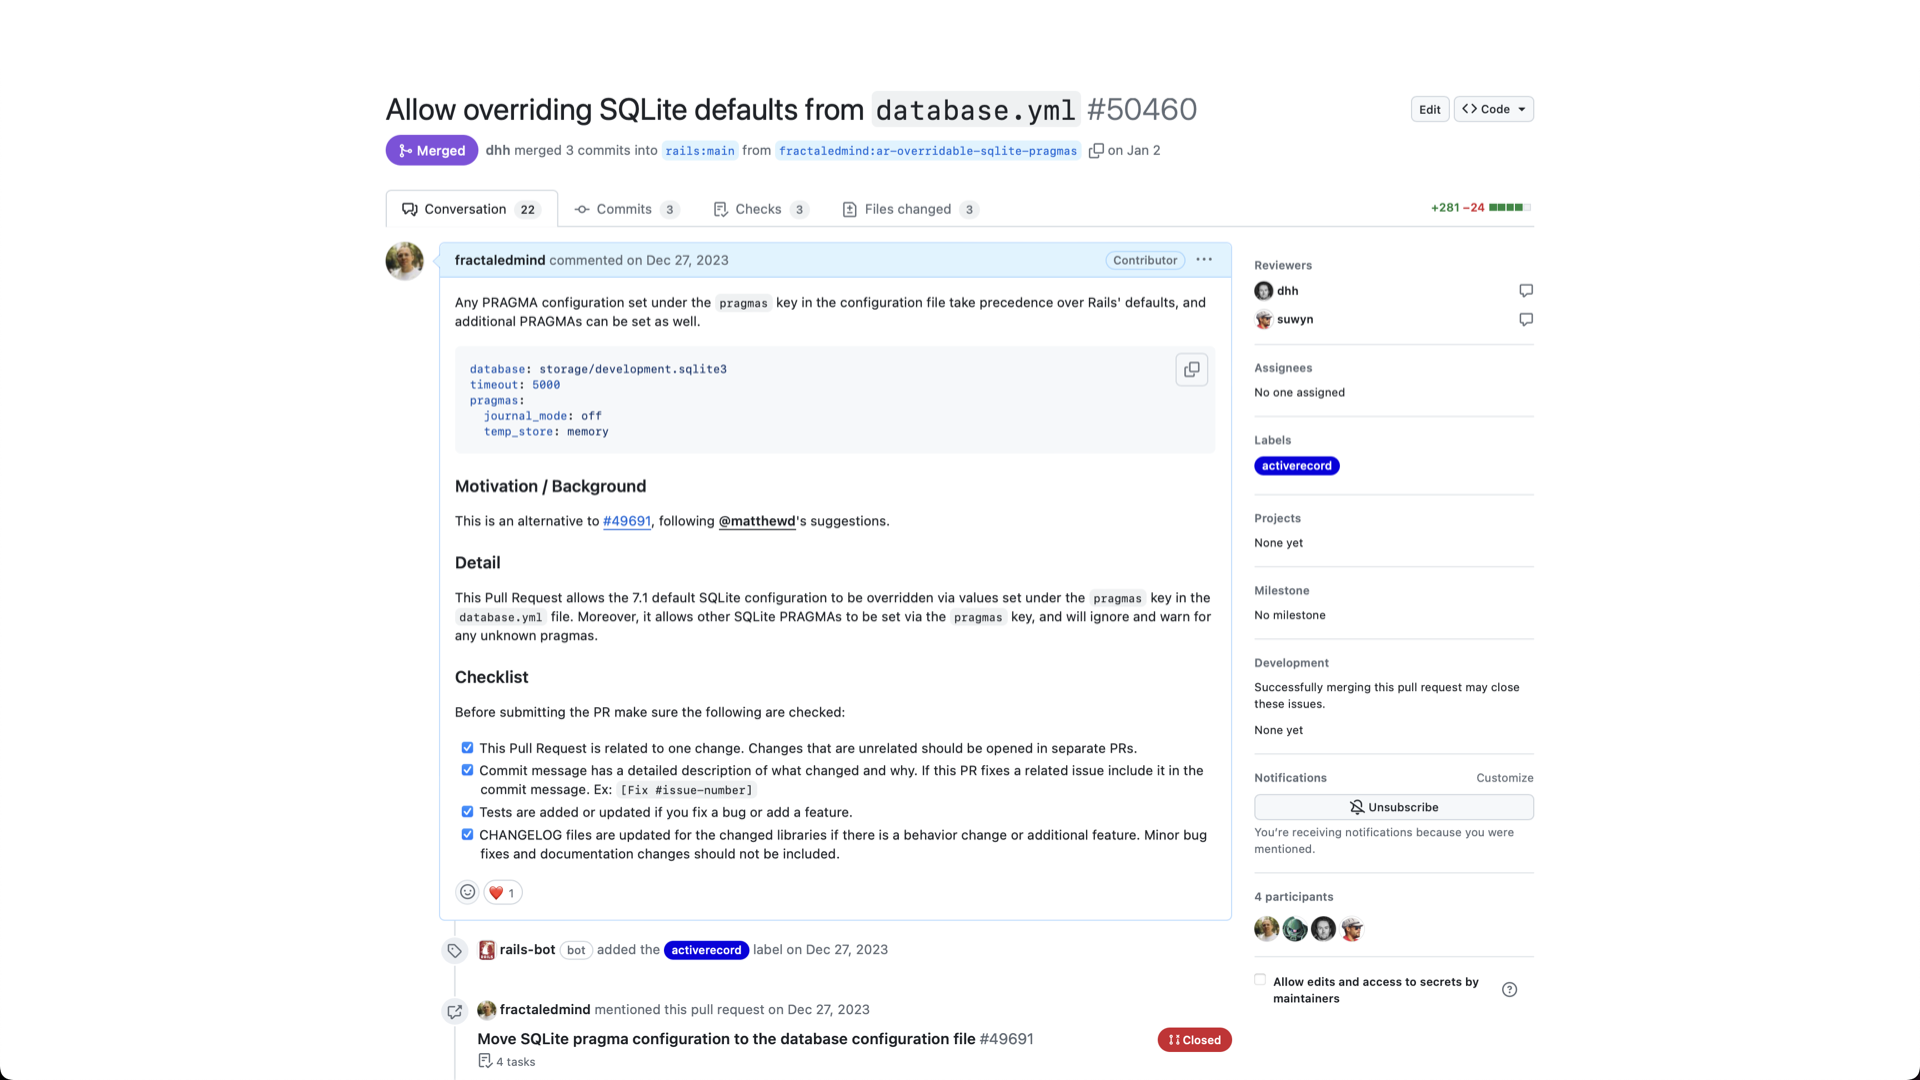 Allow overriding SQLite defaults from database.yml #50460
Edit
Code
Merged
dhh merged 3 commits into rails:main from fractaledmind:ar-overridable-sqlite-pragmas on Jan 2
Conversation 22
Commits 3
Checks 3
Files changed 3
+281 −24
fractaledmind commented on Dec 27, 2023
Contributor
Any PRAGMA configuration set under the pragmas key in the configuration file take precedence over Rails' defaults, and
additional PRAGMAs can be set as well.
database: storage/development.sqlite3
timeout: 5000
pragmas:
journal_mode: off
temp_store: memory
Motivation / Background
This is an alternative to #49691, following @matthewd's suggestions.
Detail
This Pull Request allows the 7.1 default SQLite configuration to be overridden via values set under the pragmas key in the
database.yml file. Moreover, it allows other SQLite PRAGMAs to be set via the pragmas key, and will ignore and warn for
any unknown pragmas.
Checklist
Before submitting the PR make sure the following are checked:
This Pull Request is related to one change. Changes that are unrelated should be opened in separate PRs.
Commit message has a detailed description of what changed and why. If this PR fixes a related issue include it in the
commit message. Ex: [Fix #issue-number]
Tests are added or updated if you fix a bug or add a feature.
CHANGELOG files are updated for the changed libraries if there is a behavior change or additional feature. Minor bug
fixes and documentation changes should not be included.
❤️ 1
rails-bot bot added the activerecord label on Dec 27, 2023
fractaledmind mentioned this pull request on Dec 27, 2023
Move SQLite pragma configuration to the database configuration file #49691
Closed
4 tasks
Reviewers
dhh
suwyn
Assignees
No one assigned
Labels
activerecord
Projects
None yet
Milestone
No milestone
Development
Successfully merging this pull request may close
these issues.
None yet
Notifications
Customize
Unsubscribe
You're receiving notifications because you were
mentioned.
4 participants
Allow edits and access to secrets by
maintainers